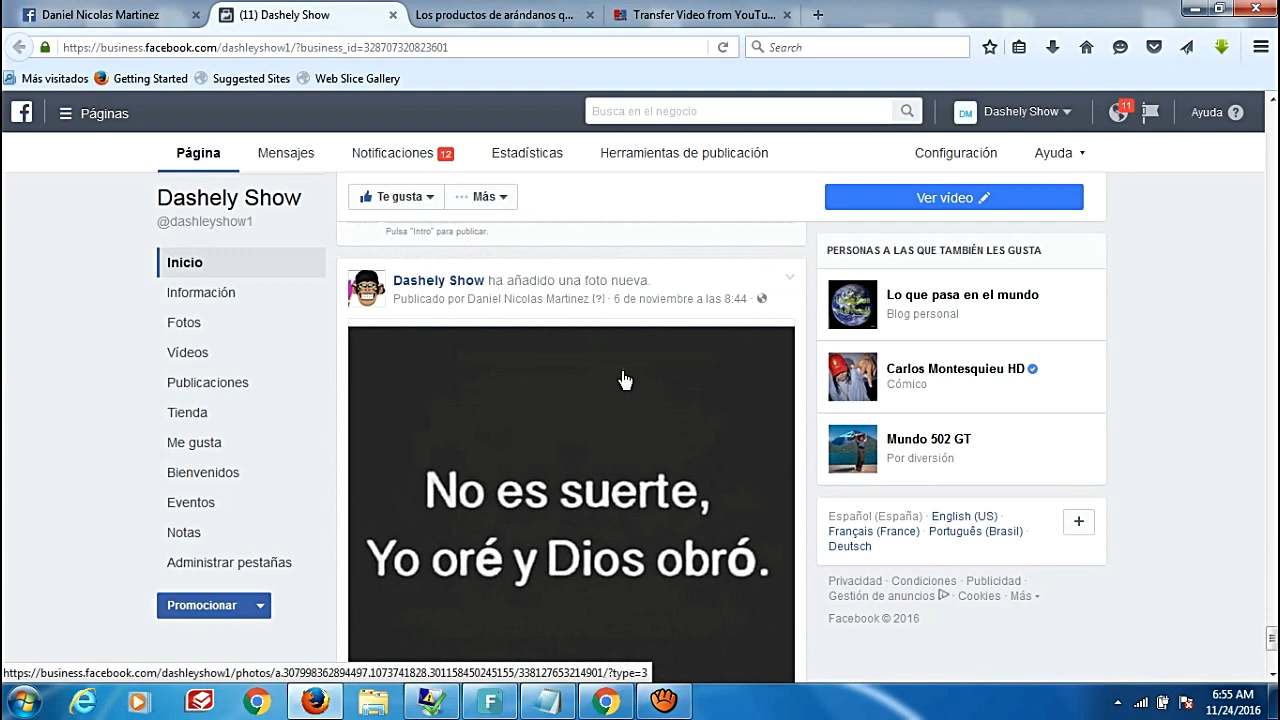 Daniel Nicolas Martinez
(11) Dashely Show
Los productos de arándanos q...
Transfer Video from YouTu...
https://business.facebook.com/dashleyshow1/?business_id=328707320823601
Search
Más visitados
Getting Started
Suggested Sites
Web Slice Gallery
Páginas
Busca en el negocio
DM
Dashely Show
11
Ayuda
Página
Mensajes
Notificaciones 12
Estadísticas
Herramientas de publicación
Configuración
Ayuda
Dashely Show
@dashleyshow1
Te gusta
Más
Ver vídeo
Inicio
Información
Fotos
Vídeos
Publicaciones
Tienda
Me gusta
Bienvenidos
Eventos
Notas
Administrar pestañas
Promocionar
Pulsa "Intro" para publicar.
Dashely Show ha añadido una foto nueva.
Publicado por Daniel Nicolas Martinez [?] · 6 de noviembre a las 8:44 ·
No es suerte,
Yo oré y Dios obró.
PERSONAS A LAS QUE TAMBIÉN LES GUSTA
Lo que pasa en el mundo
Blog personal
Carlos Montesquieu HD
Cómico
Mundo 502 GT
Por diversión
Español (España) · English (US) ·
Français (France) · Português (Brasil) ·
Deutsch
Privacidad · Condiciones · Publicidad ·
Gestión de anuncios · Cookies · Más
Facebook © 2016
https://business.facebook.com/dashleyshow1/photos/a.307998362894497.1073741828.301158450245155/338127653214901/?type=3
6:55 AM
11/24/2016